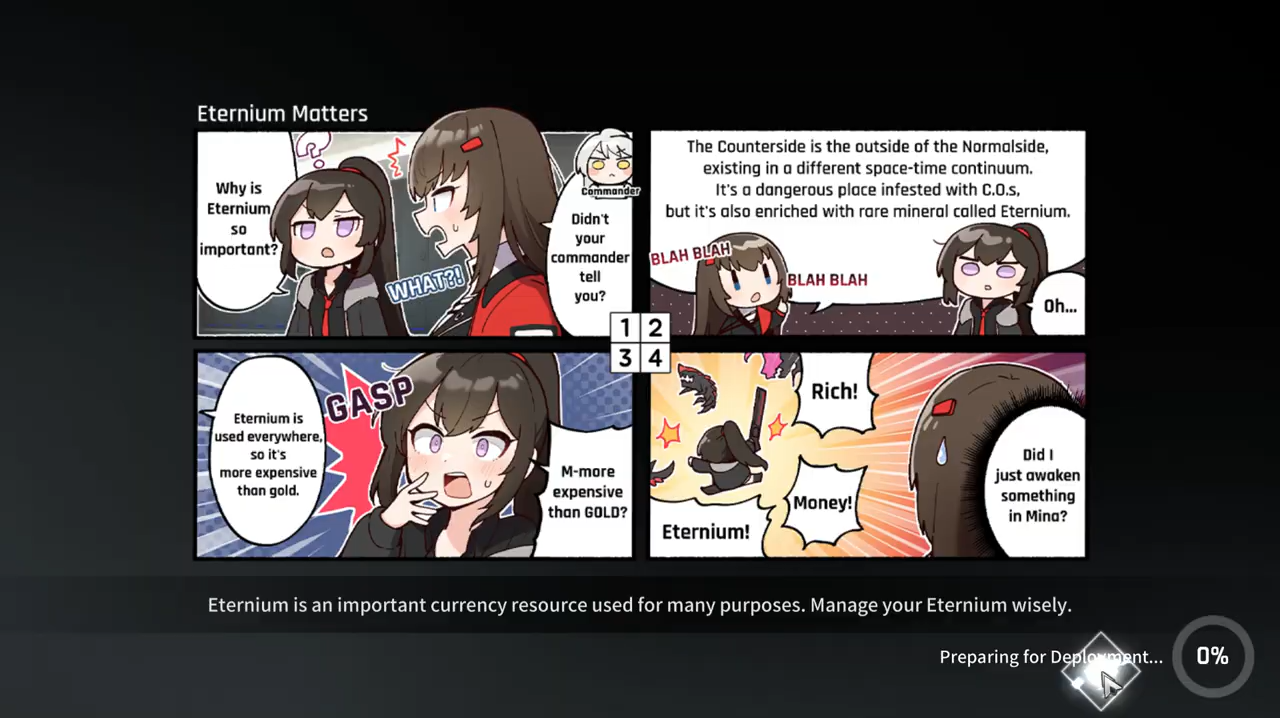 Eternium Matters
?
Why is
Eternium
so
important?
WHAT?!
Commander
Didn't
your
commander
tell
you?
The Counterside is the outside of the Normalside,
existing in a different space-time continuum.
It's a dangerous place infested with C.O.s,
but it's also enriched with rare mineral called Eternium.
BLAH BLAH
BLAH BLAH
Oh...
1 2
3 4
Eternium is
used everywhere,
so it's
more expensive
than gold.
GASP
M-more
expensive
than GOLD?
Rich!
Money!
Eternium!
Did I
just awaken
something
in Mina?
Eternium is an important currency resource used for many purposes. Manage your Eternium wisely.
Preparing for Deployment...
0%